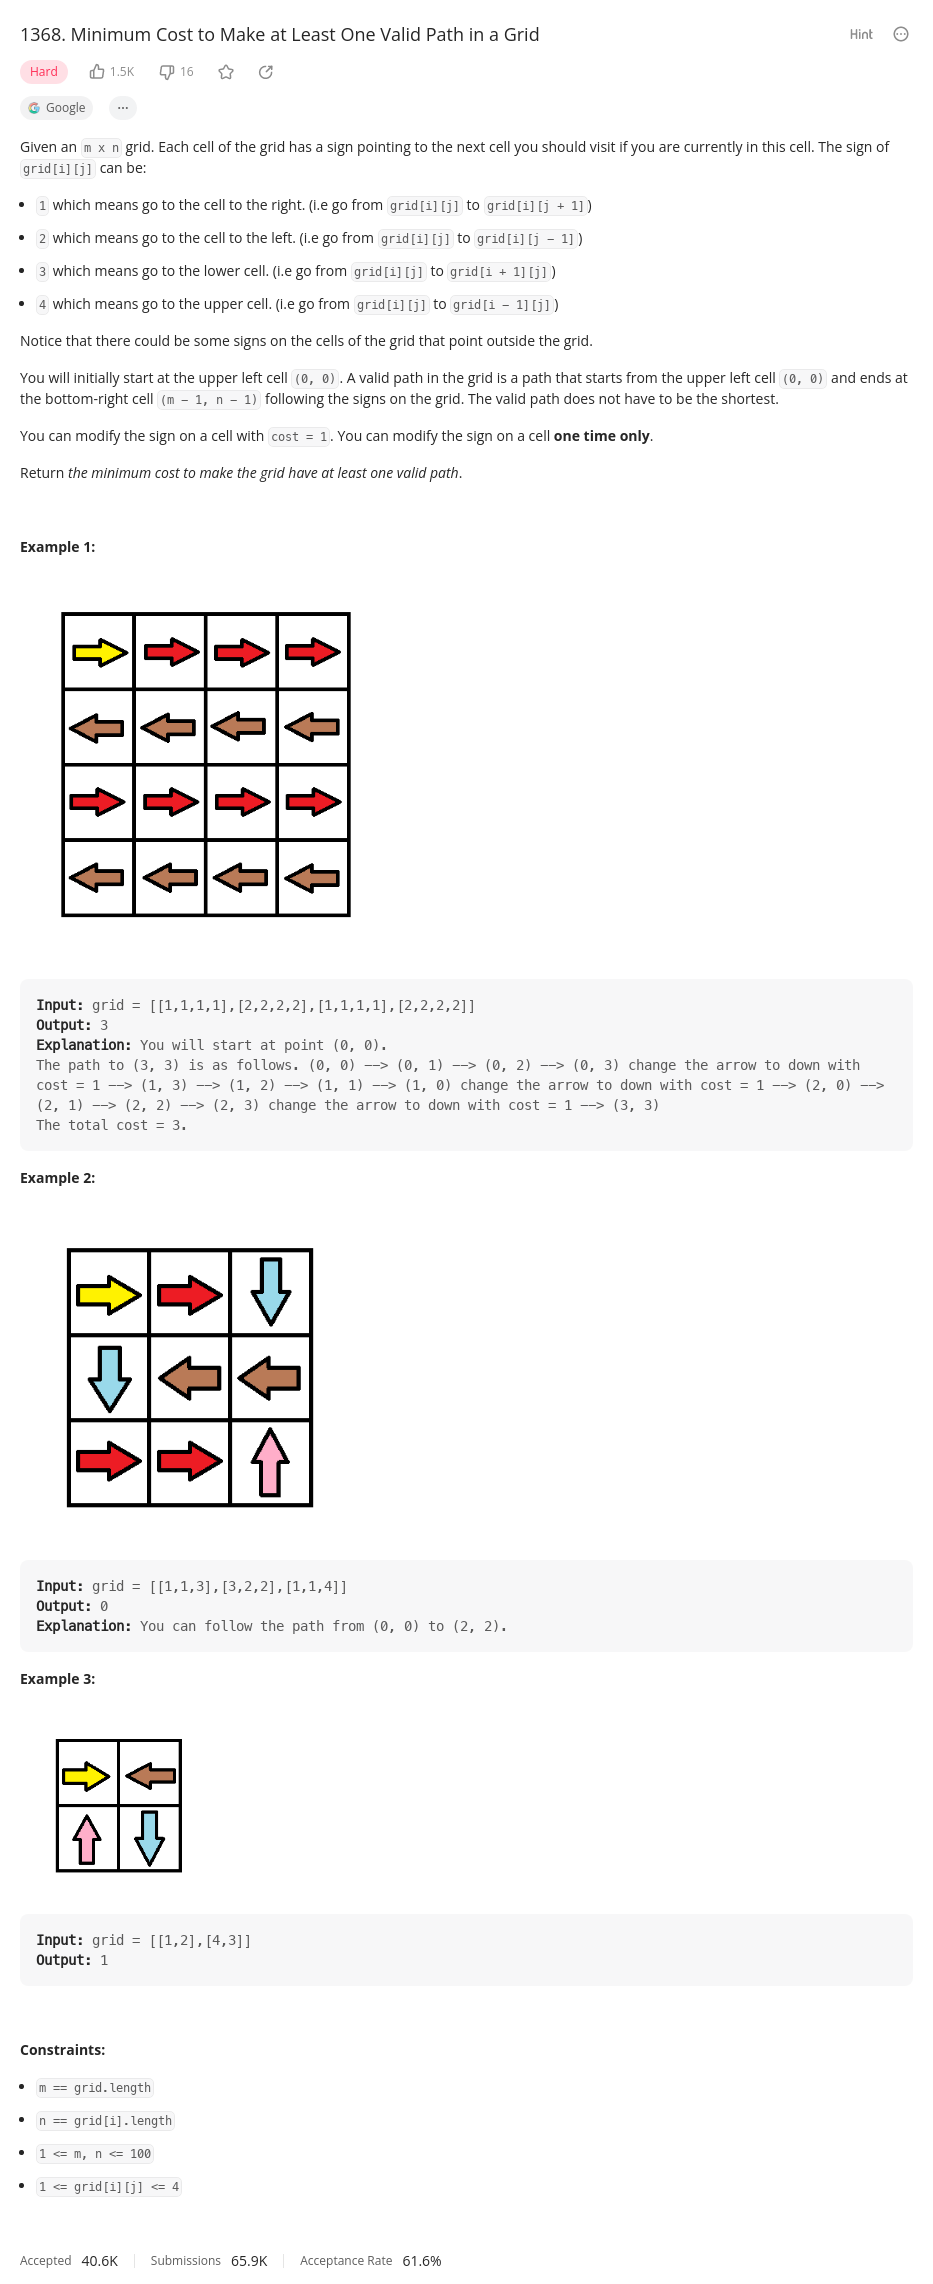 1368. Minimum Cost to Make at Least One Valid Path in a Grid
Hint
Hard
1.5K
16
Google
Given an m x n grid. Each cell of the grid has a sign pointing to the next cell you should visit if you are currently in this cell. The sign of
grid[i][j] can be:
1 which means go to the cell to the right. (i.e go from grid[i][j] to grid[i][j + 1])
2 which means go to the cell to the left. (i.e go from grid[i][j] to grid[i][j − 1])
3 which means go to the lower cell. (i.e go from grid[i][j] to grid[i + 1][j])
4 which means go to the upper cell. (i.e go from grid[i][j] to grid[i − 1][j])
Notice that there could be some signs on the cells of the grid that point outside the grid.
You will initially start at the upper left cell (0, 0). A valid path in the grid is a path that starts from the upper left cell (0, 0) and ends at
the bottom-right cell (m − 1, n − 1) following the signs on the grid. The valid path does not have to be the shortest.
You can modify the sign on a cell with cost = 1. You can modify the sign on a cell one time only.
Return the minimum cost to make the grid have at least one valid path.
Example 1:
Input: grid = [[1,1,1,1],[2,2,2,2],[1,1,1,1],[2,2,2,2]]
Output: 3
Explanation: You will start at point (0, 0).
The path to (3, 3) is as follows. (0, 0) −−> (0, 1) −−> (0, 2) −−> (0, 3) change the arrow to down with
cost = 1 −−> (1, 3) −−> (1, 2) −−> (1, 1) −−> (1, 0) change the arrow to down with cost = 1 −−> (2, 0) −−>
(2, 1) −−> (2, 2) −−> (2, 3) change the arrow to down with cost = 1 −−> (3, 3)
The total cost = 3.
Example 2:
Input: grid = [[1,1,3],[3,2,2],[1,1,4]]
Output: 0
Explanation: You can follow the path from (0, 0) to (2, 2).
Example 3:
Input: grid = [[1,2],[4,3]]
Output: 1
Constraints:
m == grid.length
n == grid[i].length
1 <= m, n <= 100
1 <= grid[i][j] <= 4
Accepted 40.6K Submissions 65.9K Acceptance Rate 61.6%